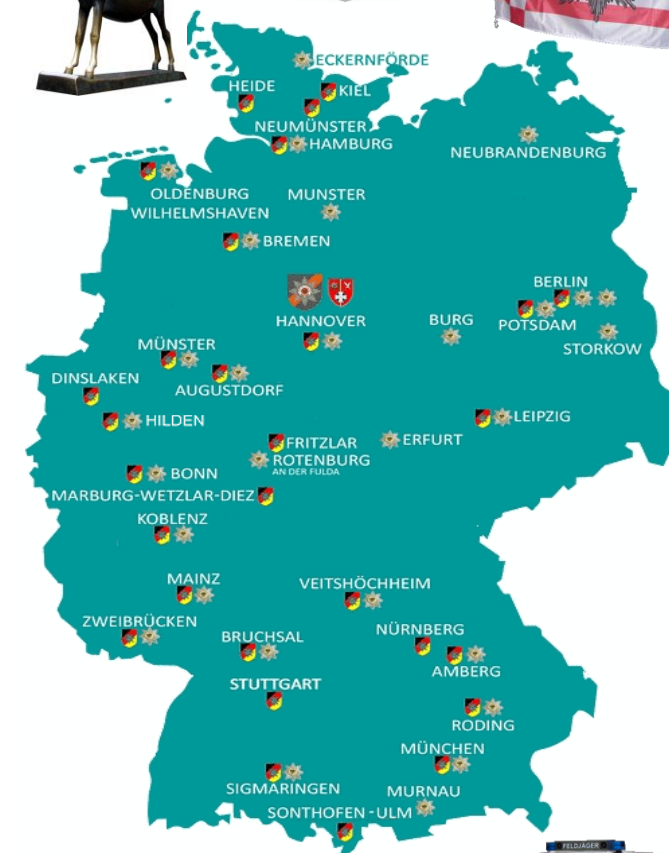 ECKERNFÖRDE
HEIDE
KIEL
NEUMÜNSTER
HAMBURG
NEUBRANDENBURG
OLDENBURG
WILHELMSHAVEN
MUNSTER
BREMEN
BERLIN
HANNOVER
BURG
POTSDAM
STORKOW
MÜNSTER
DINSLAKEN
AUGUSTDORF
HILDEN
LEIPZIG
FRITZLAR
ERFURT
ROTENBURG
AN DER FULDA
BONN
MARBURG-WETZLAR-DIEZ
KOBLENZ
MAINZ
VEITSHÖCHHEIM
ZWEIBRÜCKEN
NÜRNBERG
BRUCHSAL
AMBERG
STUTTGART
RODING
MÜNCHEN
SIGMARINGEN
MURNAU
SONTHOFEN-ULM
FELDJÄGER